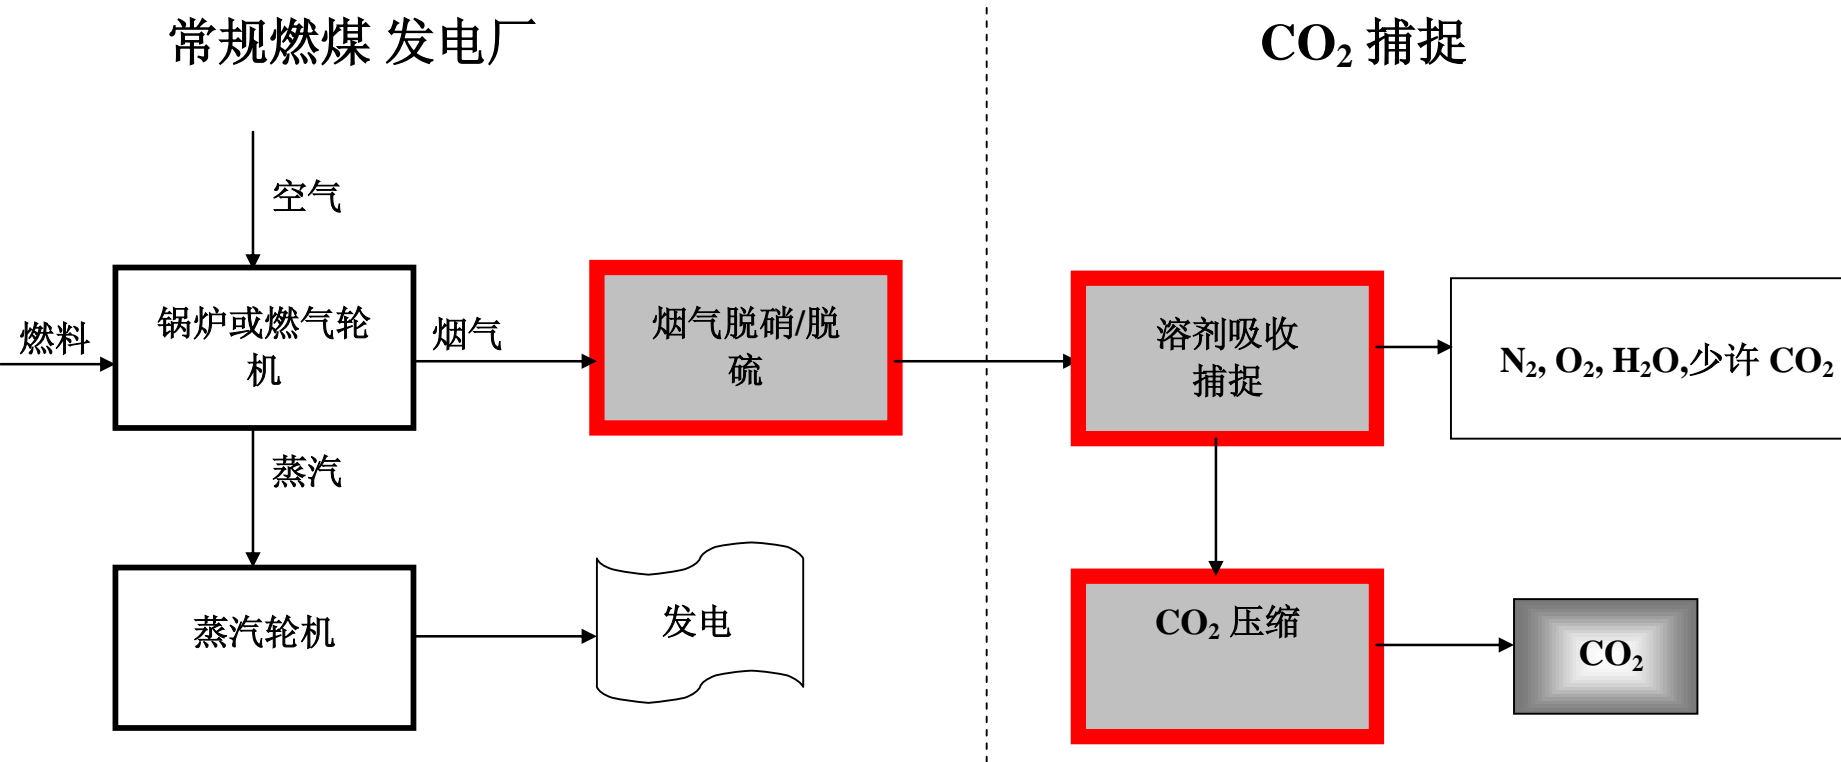 常规燃煤 发电厂
CO₂ 捕捉
空气
燃料
锅炉或燃气轮
机
烟气
烟气脱硝/脱
硫
溶剂吸收
捕捉
N₂, O₂, H₂O,少许 CO₂
蒸汽
蒸汽轮机
发电
CO₂ 压缩
CO₂